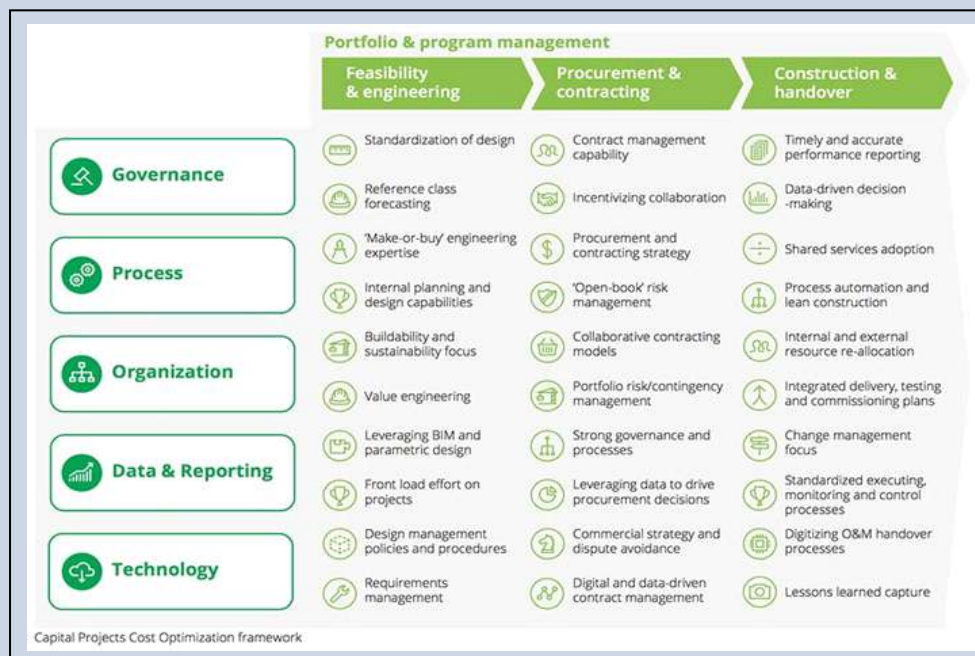 Portfolio & program management
Feasibility
& engineering
Procurement &
contracting
Construction &
handover
Governance
Process
Organization
Data & Reporting
Technology
Standardization of design
Reference class
forecasting
'Make-or-buy' engineering
expertise
Internal planning and
design capabilities
Buildability and
sustainability focus
Value engineering
Leveraging BIM and
parametric design
Front load effort on
projects
Design management
policies and procedures
Requirements
management
Contract management
capability
Incentivizing collaboration
Procurement and
contracting strategy
'Open-book' risk
management
Collaborative contracting
models
Portfolio risk/contingency
management
Strong governance and
processes
Leveraging data to drive
procurement decisions
Commercial strategy and
dispute avoidance
Digital and data-driven
contract management
Timely and accurate
performance reporting
Data-driven decision
-making
Shared services adoption
Process automation and
lean construction
Internal and external
resource re-allocation
Integrated delivery, testing
and commissioning plans
Change management
focus
Standardized executing,
monitoring and control
processes
Digitizing O&M handover
processes
Lessons learned capture
Capital Projects Cost Optimization framework